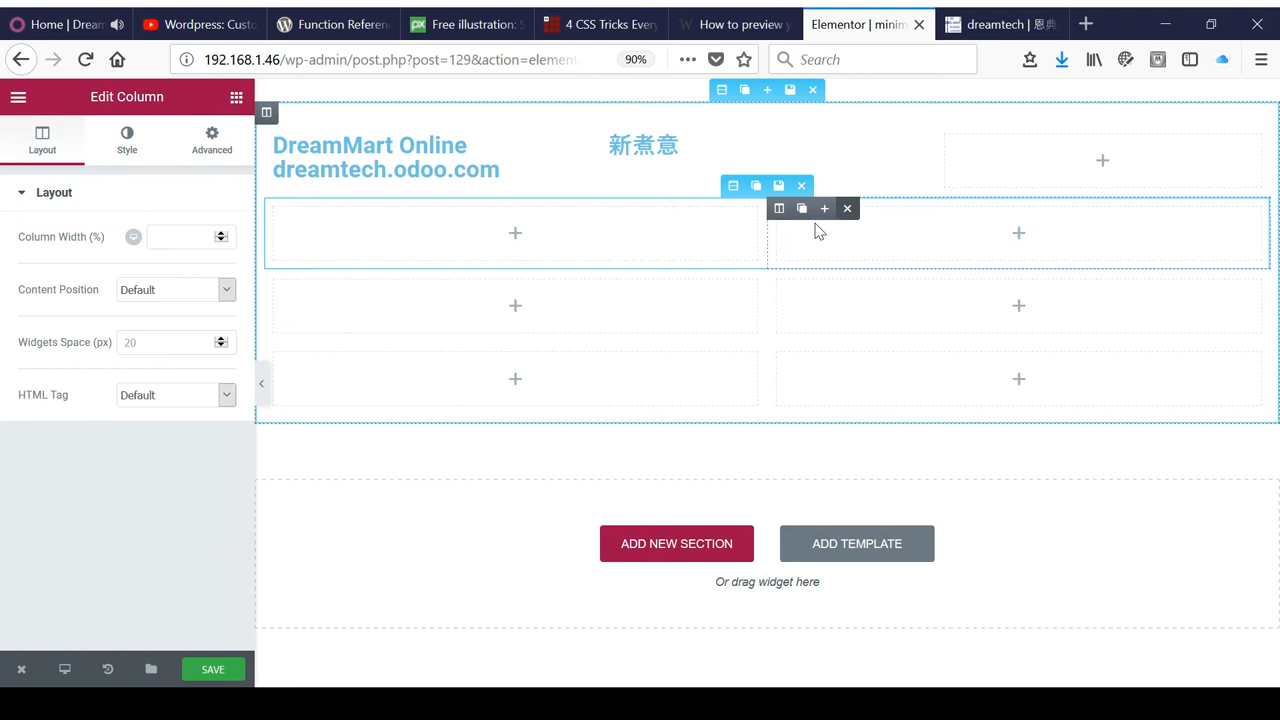 Home | Dream
Wordpress: Custo
Function Referen
Free illustration: S
4 CSS Tricks Every
How to preview y
Elementor | minim
dreamtech | 恩典
192.168.1.46/wp-admin/post.php?post=129&action=element
90%
Search
Edit Column
Layout
Style
Advanced
Layout
Column Width (%)
Content Position
Default
Widgets Space (px)
20
HTML Tag
Default
SAVE
DreamMart Online
dreamtech.odoo.com
新煮意
ADD NEW SECTION
ADD TEMPLATE
Or drag widget here